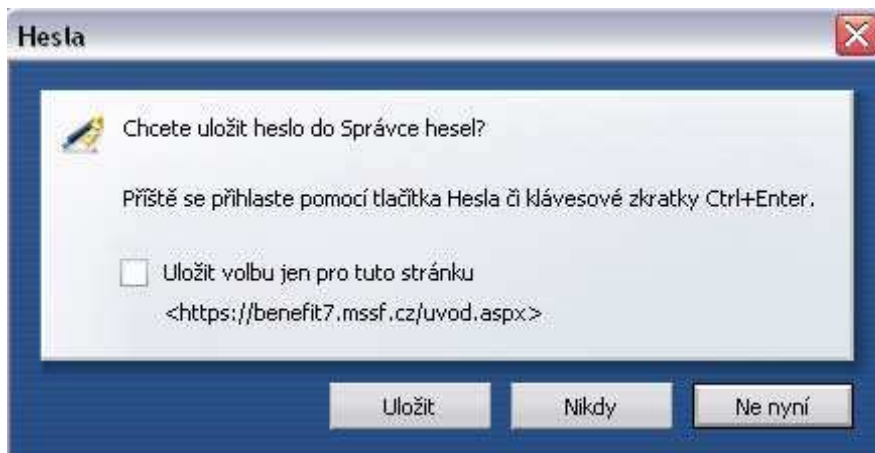 Hesla
Chcete uložit heslo do Správce hesel?
Příště se přihlaste pomocí tlačítka Hesla či klávesové zkratky Ctrl+Enter.
Uložit volbu jen pro tuto stránku
<https://benefit7.mssf.cz/uvod.aspx>
Uložit Nikdy Ne nyní